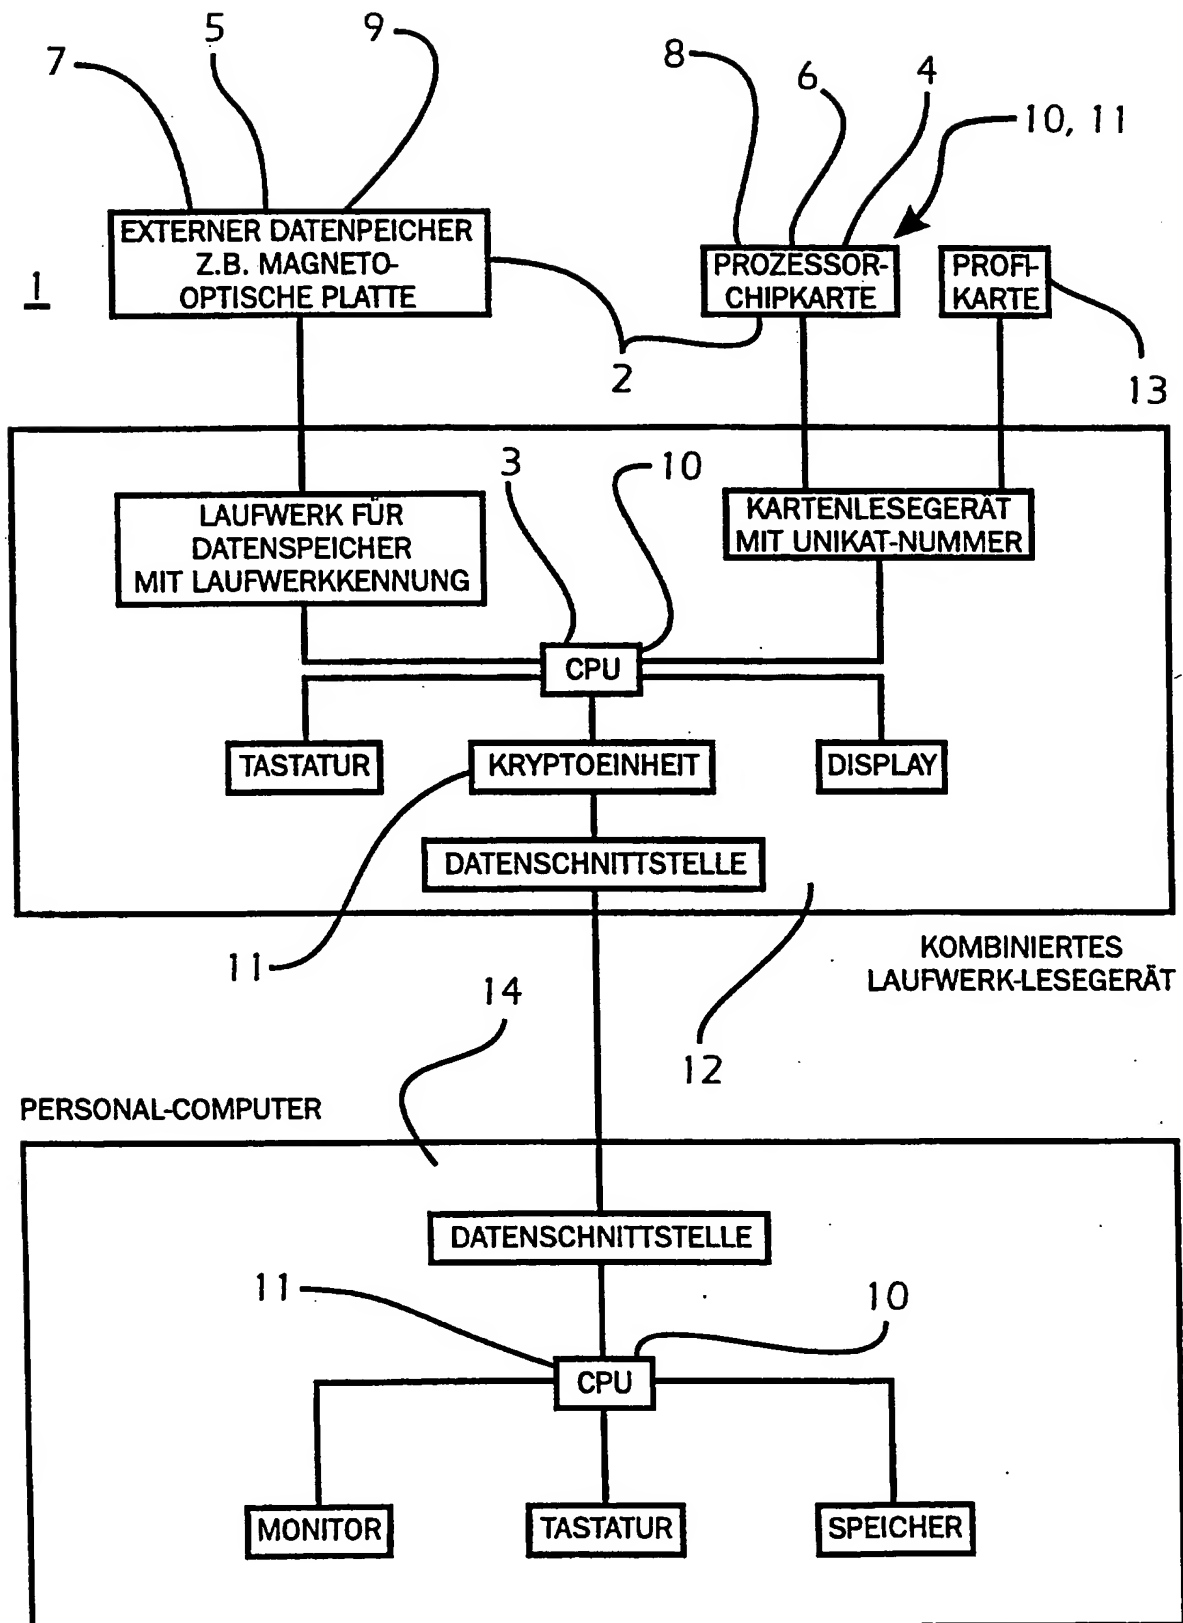 7
5
9
8
6
4
10, 11
EXTERNER DATENPEICHER
Z.B. MAGNETO-
OPTISCHE PLATTE
PROZESSOR-
CHIPKARTE
PROFI-
KARTE
1
2
13
3
10
LAUFWERK FÜR
DATENSPEICHER
MIT LAUFWERKKENNUNG
KARTENLESEGERÄT
MIT UNIKAT-NUMMER
CPU
TASTATUR
KRYPTOEINHEIT
DISPLAY
DATENSCHNITTSTELLE
11
KOMBINIERTES
LAUFWERK-LESEGERÄT
14
12
PERSONAL-COMPUTER
DATENSCHNITTSTELLE
11
10
CPU
MONITOR
TASTATUR
SPEICHER